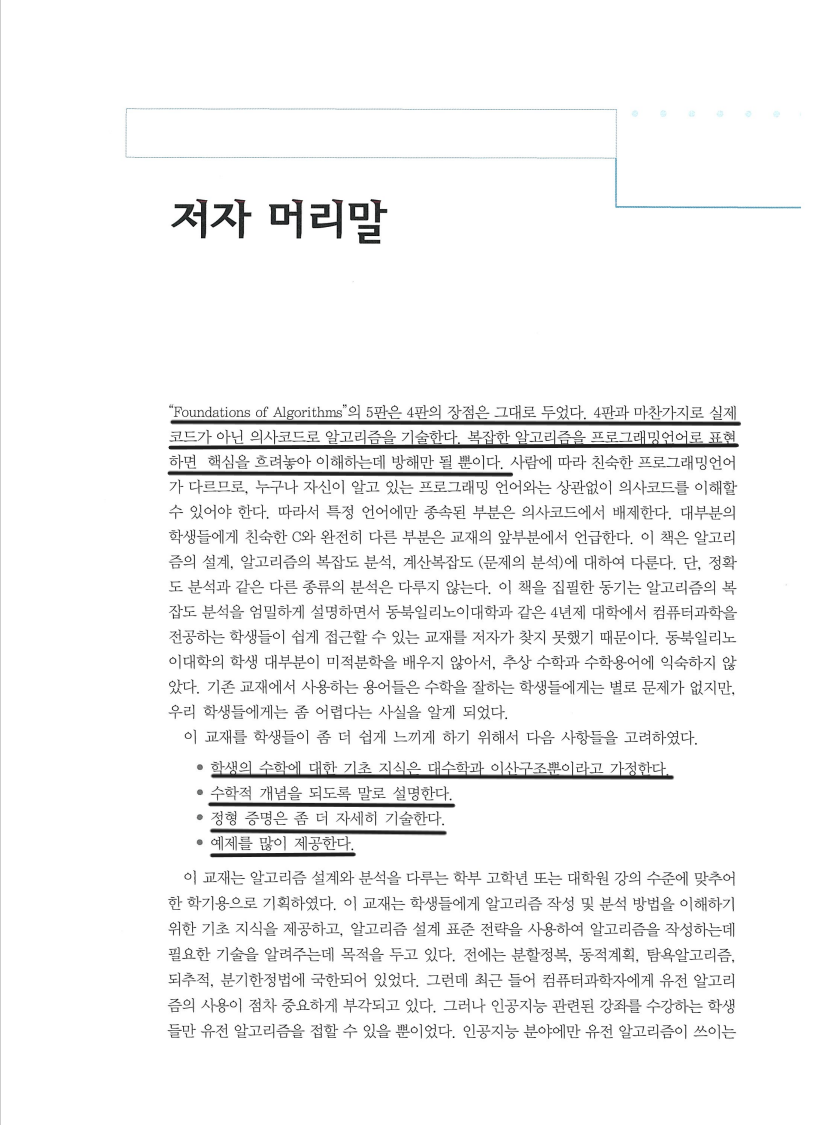 저자 머리말
“Foundations of Algorithms”의 5판은 4판의 장점은 그대로 두었다. 4판과 마찬가지로 실제
코드가 아닌 의사코드로 알고리즘을 기술한다. 복잡한 알고리즘을 프로그래밍언어로 표현
하면 핵심을 흐려놓아 이해하는데 방해만 될 뿐이다. 사람에 따라 친숙한 프로그래밍언어
가 다르므로, 누구나 자신이 알고 있는 프로그래밍 언어와는 상관없이 의사코드를 이해할
수 있어야 한다. 따라서 특정 언어에만 종속된 부분은 의사코드에서 배제한다. 대부분의
학생들에게 친숙한 C와 완전히 다른 부분은 교재의 앞부분에서 언급한다. 이 책은 알고리
즘의 설계, 알고리즘의 복잡도 분석, 계산복잡도 (문제의 분석)에 대하여 다룬다. 단, 정확
도 분석과 같은 다른 종류의 분석은 다루지 않는다. 이 책을 집필한 동기는 알고리즘의 복
잡도 분석을 엄밀하게 설명하면서 동북일리노이대학과 같은 4년제 대학에서 컴퓨터과학을
전공하는 학생들이 쉽게 접근할 수 있는 교재를 저자가 찾지 못했기 때문이다. 동북일리노
이대학의 학생 대부분이 미적분학을 배우지 않아서, 추상 수학과 수학용어에 익숙하지 않
았다. 기존 교재에서 사용하는 용어들은 수학을 잘하는 학생들에게는 별로 문제가 없지만,
우리 학생들에게는 좀 어렵다는 사실을 알게 되었다.
이 교재를 학생들이 좀 더 쉽게 느끼게 하기 위해서 다음 사항들을 고려하였다.
• 학생의 수학에 대한 기초 지식은 대수학과 이산구조뿐이라고 가정한다.
• 수학적 개념을 되도록 말로 설명한다.
• 정형 증명은 좀 더 자세히 기술한다.
• 예제를 많이 제공한다.
이 교재는 알고리즘 설계와 분석을 다루는 학부 고학년 또는 대학원 강의 수준에 맞추어
한 학기용으로 기획하였다. 이 교재는 학생들에게 알고리즘 작성 및 분석 방법을 이해하기
위한 기초 지식을 제공하고, 알고리즘 설계 표준 전략을 사용하여 알고리즘을 작성하는데
필요한 기술을 알려주는데 목적을 두고 있다. 전에는 분할정복, 동적계획, 탐욕알고리즘,
되추적, 분기한정법에 국한되어 있었다. 그런데 최근 들어 컴퓨터과학자에게 유전 알고리
즘의 사용이 점차 중요하게 부각되고 있다. 그러나 인공지능 관련된 강좌를 수강하는 학생
들만 유전 알고리즘을 접할 수 있을 뿐이었다. 인공지능 분야에만 유전 알고리즘이 쓰이는